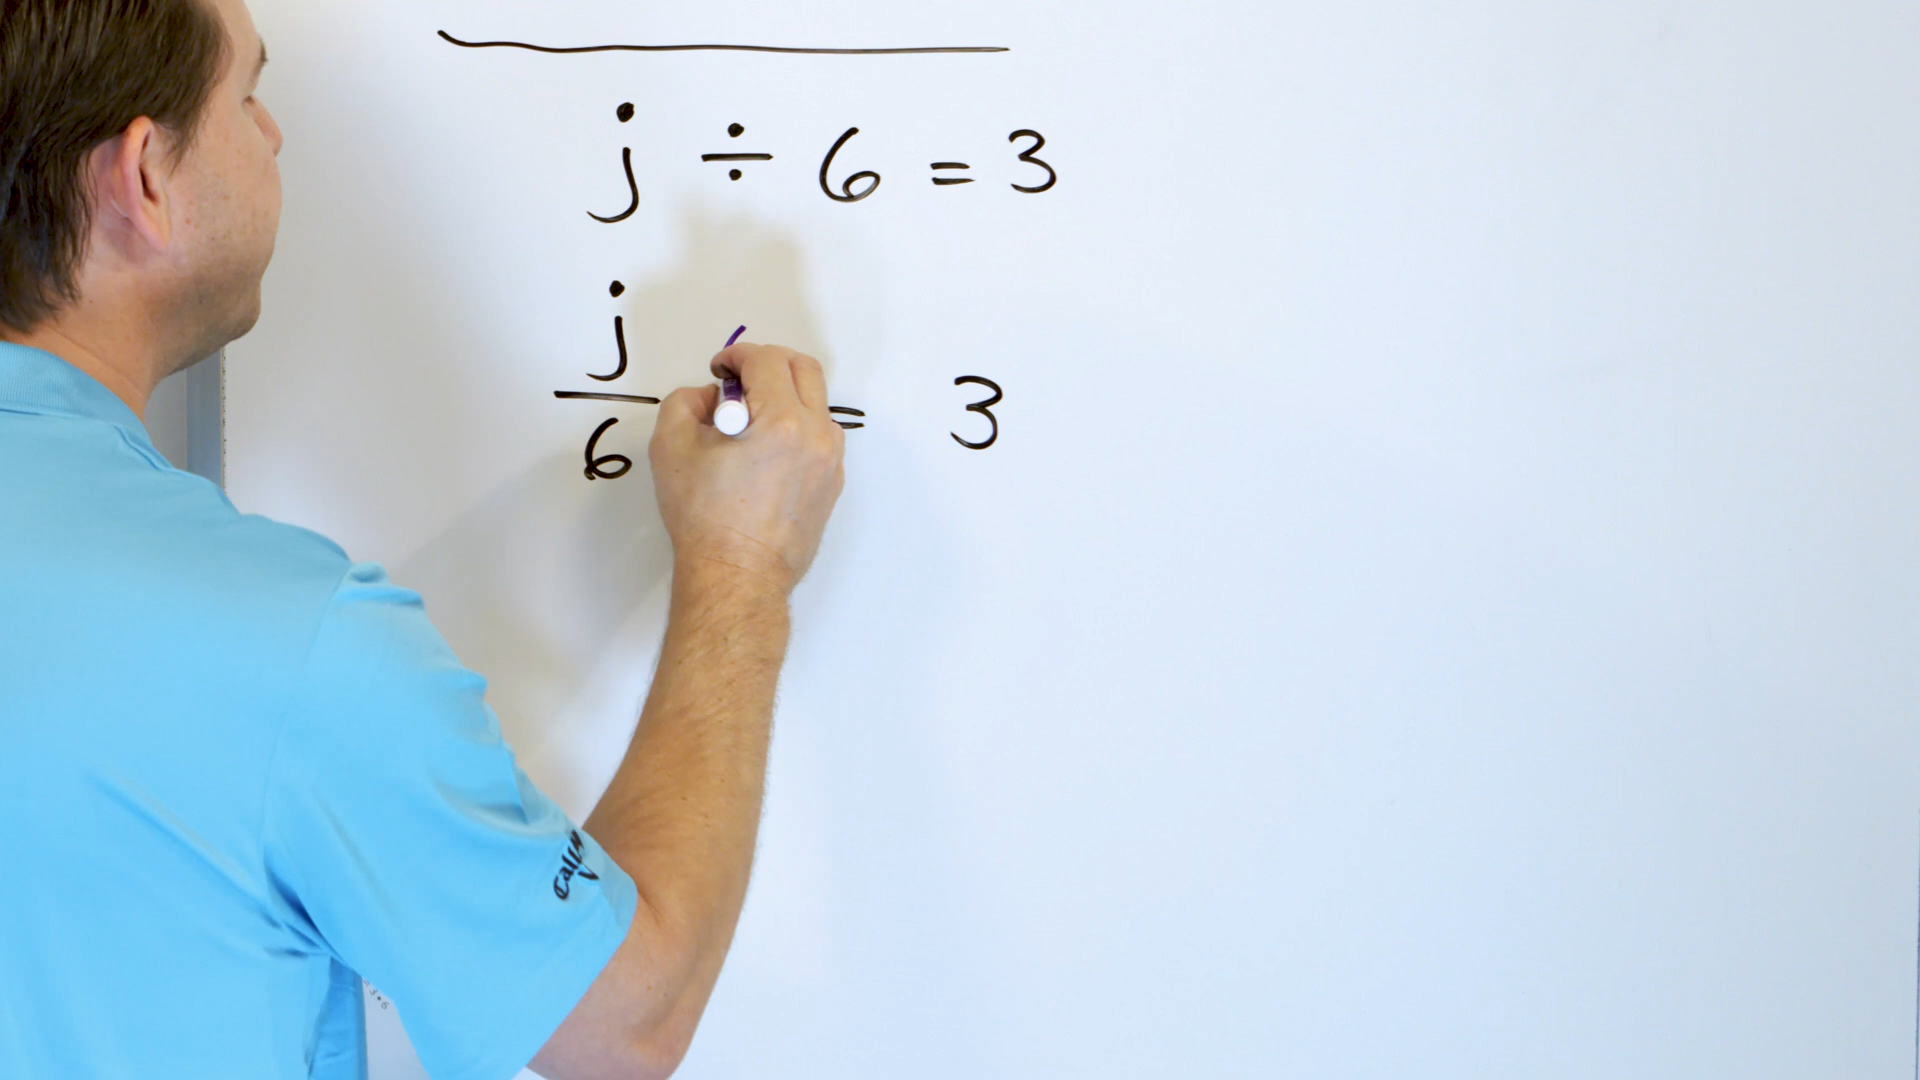 j ÷ 6 = 3
j
6 = 3